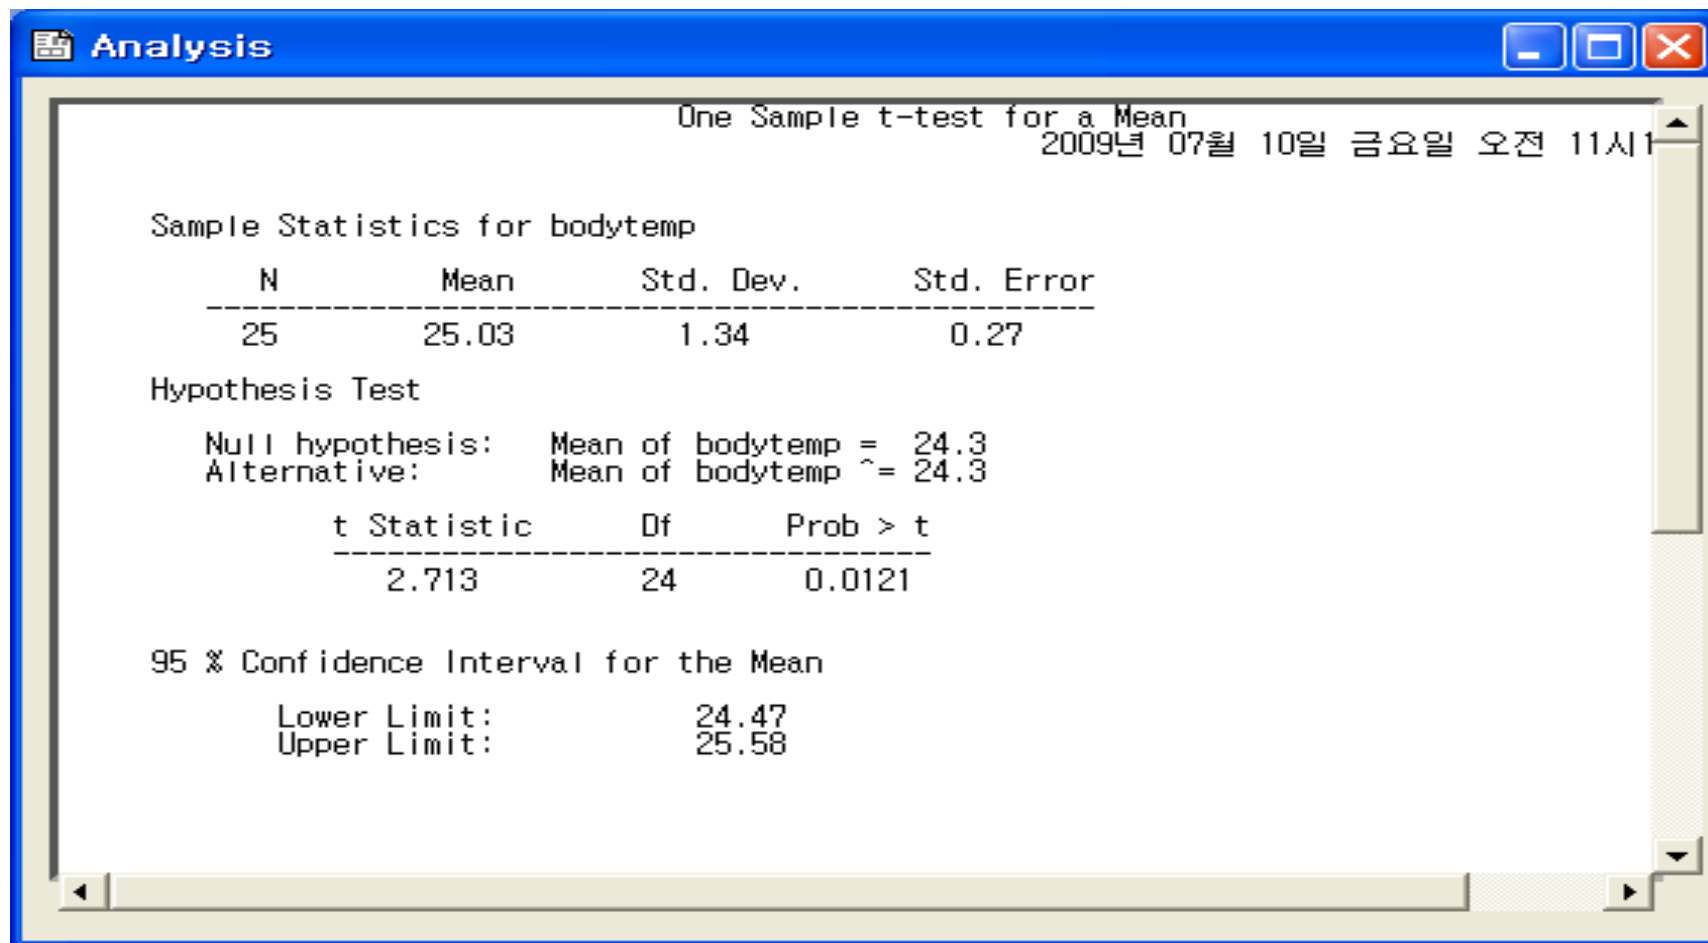 Analysis
One Sample t-test for a Mean
2009년 07월 10일 금요일 오전 11시
Sample Statistics for bodytemp
N Mean Std. Dev. Std. Error
25 25.03 1.34 0.27
Hypothesis Test
Null hypothesis: Mean of bodytemp = 24.3
Alternative: Mean of bodytemp ^= 24.3
t Statistic Df Prob > t
2.713 24 0.0121
95 % Confidence Interval for the Mean
Lower Limit: 24.47
Upper Limit: 25.58